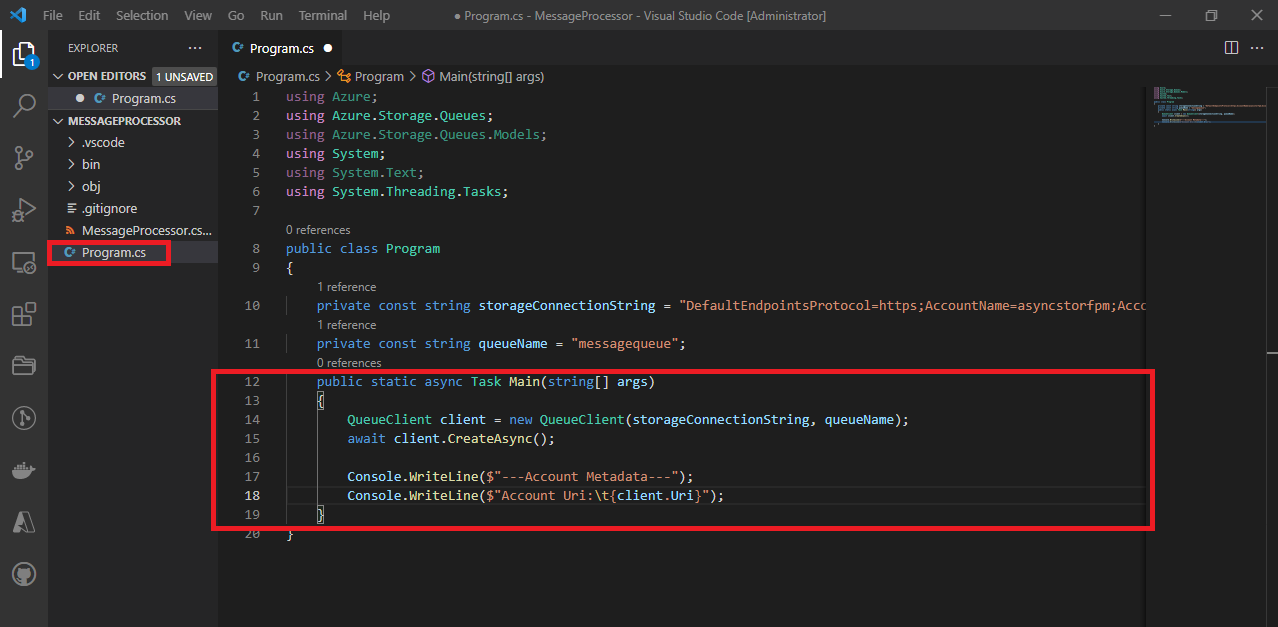 File Edit Selection View Go Run Terminal Help
● Program.cs - MessageProcessor - Visual Studio Code [Administrator]
EXPLORER
1
OPEN EDITORS 1 UNSAVED
C# Program.cs
MESSAGEPROCESSOR
.vscode
bin
obj
.gitignore
MessageProcessor.cs...
C# Program.cs
C# Program.cs
C# Program.cs > Program > Main(string[] args)
1 using Azure;
2 using Azure.Storage.Queues;
3 using Azure.Storage.Queues.Models;
4 using System;
5 using System.Text;
6 using System.Threading.Tasks;
7
0 references
8 public class Program
9 {
1 reference
10 private const string storageConnectionString = "DefaultEndpointsProtocol=https;AccountName=asyncstorfpm;Acco
1 reference
11 private const string queueName = "messagequeue";
0 references
12 public static async Task Main(string[] args)
13 {
14 QueueClient client = new QueueClient(storageConnectionString, queueName);
15 await client.CreateAsync();
16
17 Console.WriteLine($"---Account Metadata---");
18 Console.WriteLine($"Account Uri:\t{client.Uri}");
19 }
20 }